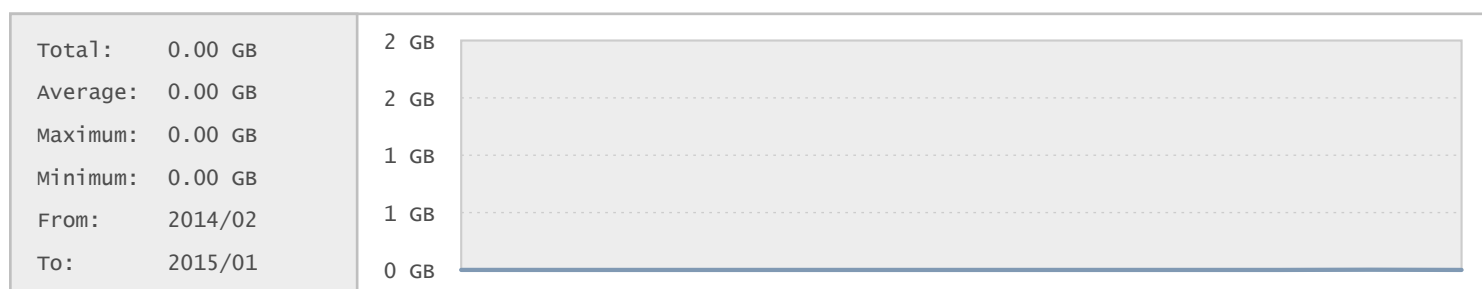 Total: 0.00 GB
Average: 0.00 GB
Maximum: 0.00 GB
Minimum: 0.00 GB
From: 2014/02
To: 2015/01
2 GB
2 GB
1 GB
1 GB
0 GB